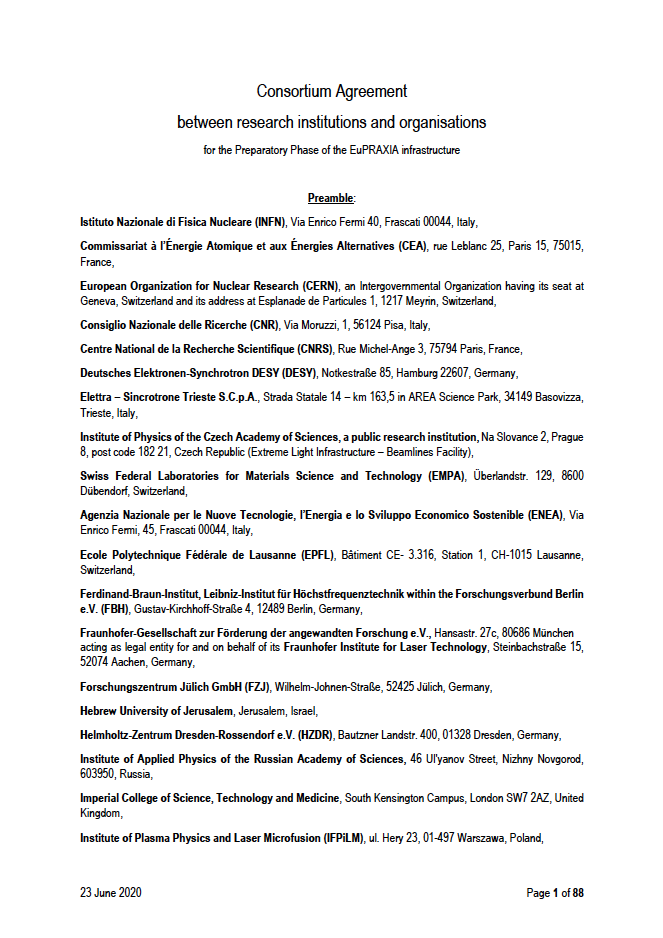 Consortium Agreement
between research institutions and organisations
for the Preparatory Phase of the EuPRAXIA infrastructure
Preamble:
Istituto Nazionale di Fisica Nucleare (INFN), Via Enrico Fermi 40, Frascati 00044, Italy,
Commissariat à l'Énergie Atomique et aux Énergies Alternatives (CEA), rue Leblanc 25, Paris 15, 75015,
France,
European Organization for Nuclear Research (CERN), an Intergovernmental Organization having its seat at
Geneva, Switzerland and its address at Esplanade de Particules 1, 1217 Meyrin, Switzerland,
Consiglio Nazionale delle Ricerche (CNR), Via Moruzzi, 1, 56124 Pisa, Italy,
Centre National de la Recherche Scientifique (CNRS), Rue Michel-Ange 3, 75794 Paris, France,
Deutsches Elektronen-Synchrotron DESY (DESY), Notkestraße 85, Hamburg 22607, Germany,
Elettra – Sincrotrone Trieste S.C.p.A., Strada Statale 14 – km 163,5 in AREA Science Park, 34149 Basovizza,
Trieste, Italy,
Institute of Physics of the Czech Academy of Sciences, a public research institution, Na Slovance 2, Prague
8, post code 182 21, Czech Republic (Extreme Light Infrastructure – Beamlines Facility),
Swiss Federal Laboratories for Materials Science and Technology (EMPA), Überlandstr. 129, 8600
Dübendorf, Switzerland,
Agenzia Nazionale per le Nuove Tecnologie, l'Energia e lo Sviluppo Economico Sostenible (ENEA), Via
Enrico Fermi, 45, Frascati 00044, Italy,
Ecole Polytechnique Fédérale de Lausanne (EPFL), Bâtiment CE- 3.316, Station 1, CH-1015 Lausanne,
Switzerland,
Ferdinand-Braun-Institut, Leibniz-Institut für Höchstfrequenztechnik within the Forschungsverbund Berlin
e.V. (FBH), Gustav-Kirchhoff-Straße 4, 12489 Berlin, Germany,
Fraunhofer-Gesellschaft zur Förderung der angewandten Forschung e.V., Hansastr. 27c, 80686 München
acting as legal entity for and on behalf of its Fraunhofer Institute for Laser Technology, Steinbachstraße 15,
52074 Aachen, Germany,
Forschungszentrum Jülich GmbH (FZJ), Wilhelm-Johnen-Straße, 52425 Jülich, Germany,
Hebrew University of Jerusalem, Jerusalem, Israel,
Helmholtz-Zentrum Dresden-Rossendorf e.V. (HZDR), Bautzner Landstr. 400, 01328 Dresden, Germany,
Institute of Applied Physics of the Russian Academy of Sciences, 46 Ul'yanov Street, Nizhny Novgorod,
603950, Russia,
Imperial College of Science, Technology and Medicine, South Kensington Campus, London SW7 2AZ, United
Kingdom,
Institute of Plasma Physics and Laser Microfusion (IFPiLM), ul. Hery 23, 01-497 Warszawa, Poland,
23 June 2020
Page 1 of 88